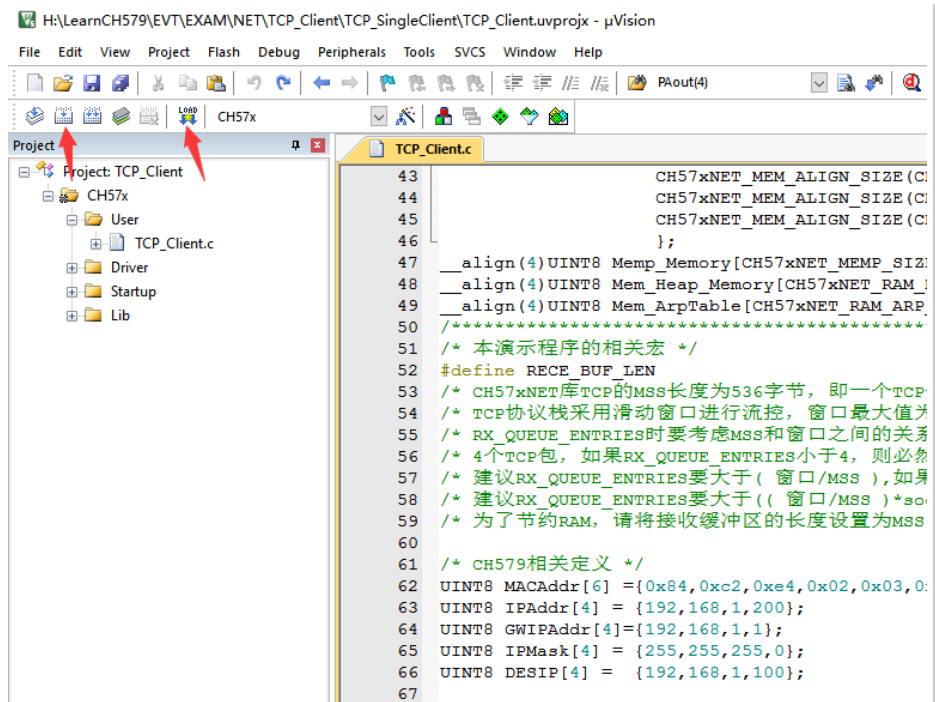 H:\LearnCH579\EVT\EXAM\NET\TCP_Client\TCP_SingleClient\TCP_Client.uvprojx - µVision
File Edit View Project Flash Debug Peripherals Tools SVCS Window Help
PAout(4)
LOAD CH57x
Project
TCP_Client.c
Project: TCP_Client
CH57x
User
TCP_Client.c
Driver
Startup
Lib
43 CH57xNET_MEM_ALIGN_SIZE(C
44 CH57xNET_MEM_ALIGN_SIZE(C
45 CH57xNET_MEM_ALIGN_SIZE(C
46 };
47 __align(4)UINT8 Memp_Memory[CH57xNET_MEMP_SIZ
48 __align(4)UINT8 Mem_Heap_Memory[CH57xNET_RAM_
49 __align(4)UINT8 Mem_ArpTable[CH57xNET_RAM_ARP_
50 /**********************************************
51 /* 本演示程序的相关宏 */
52 #define RECE_BUF_LEN
53 /* CH57xNET库TCP的MSS长度为536字节，即一个TCP
54 /* TCP协议栈采用滑动窗口进行流控，窗口最大值为
55 /* RX_QUEUE_ENTRIES时要考虑MSS和窗口之间的关系
56 /* 4个TCP包，如果RX_QUEUE_ENTRIES小于4，则必然
57 /* 建议RX_QUEUE_ENTRIES要大于( 窗口/MSS ),如果
58 /* 建议RX_QUEUE_ENTRIES要大于(( 窗口/MSS )*so
59 /* 为了节约RAM，请将接收缓冲区的长度设置为MSS
60
61 /* CH579相关定义 */
62 UINT8 MACAddr[6] ={0x84,0xc2,0xe4,0x02,0x03,0
63 UINT8 IPAddr[4] = {192,168,1,200};
64 UINT8 GWIPAddr[4]={192,168,1,1};
65 UINT8 IPMask[4] = {255,255,255,0};
66 UINT8 DESIP[4] = {192,168,1,100};
67